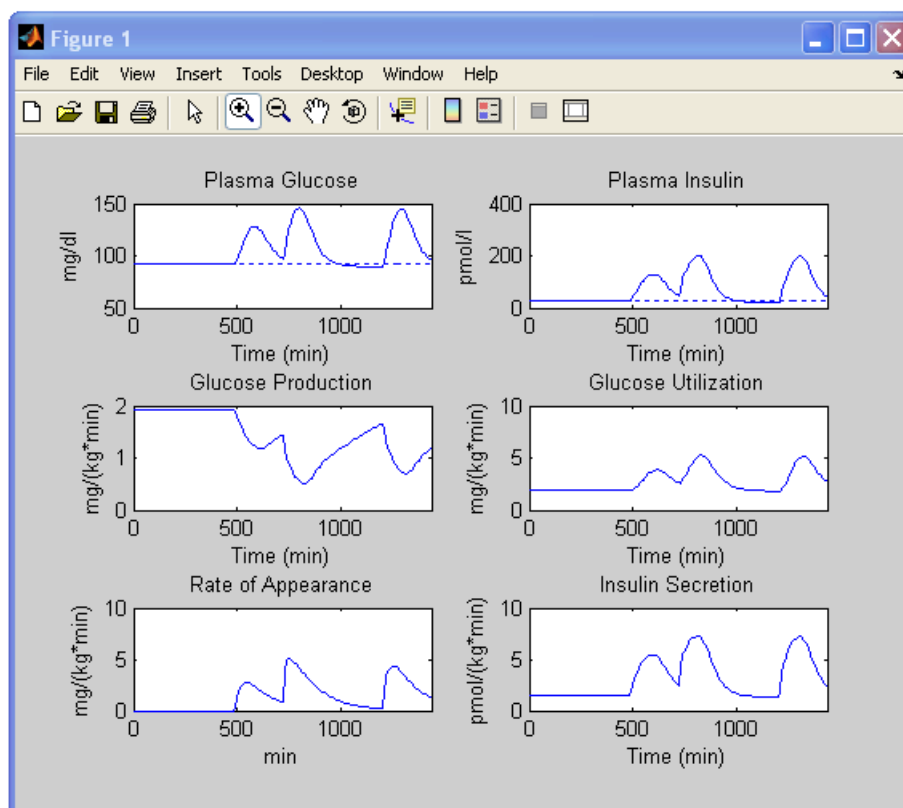 Figure 1
File Edit View Insert Tools Desktop Window Help
Plasma Glucose
mg/dl
150
100
50
0 500 1000
Time (min)
Plasma Insulin
pmol/l
400
200
0
0 500 1000
Time (min)
Glucose Production
mg/(kg*min)
2
1
0
0 500 1000
Time (min)
Glucose Utilization
mg/(kg*min)
10
5
0
0 500 1000
Time (min)
Rate of Appearance
mg/(kg*min)
10
5
0
0 500 1000
min
Insulin Secretion
pmol/(kg*min)
10
5
0
0 500 1000
Time (min)